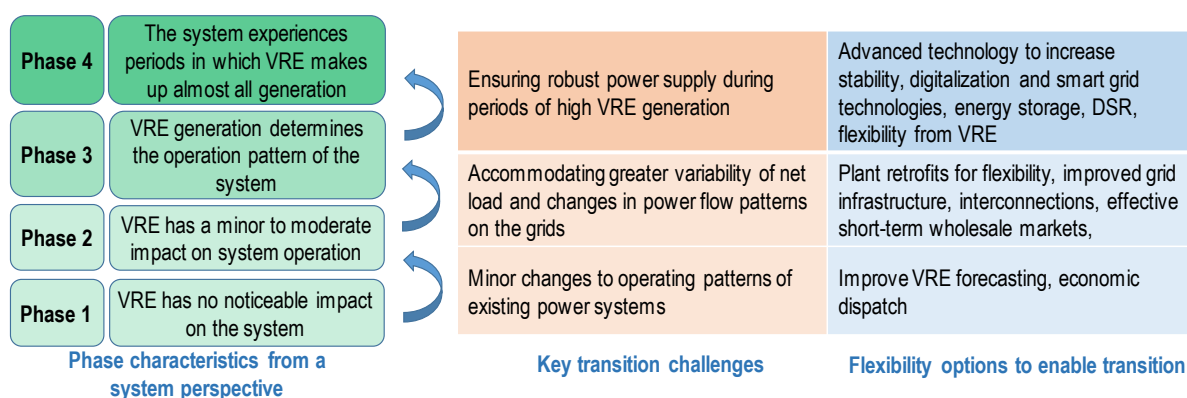 Phase 4
The system experiences
periods in which VRE makes
up almost all generation
Phase 3
VRE generation determines
the operation pattern of the
system
Phase 2
VRE has a minor to moderate
impact on system operation
Phase 1
VRE has no noticeable impact
on the system
Phase characteristics from a
system perspective
Ensuring robust power supply during
periods of high VRE generation
Accommodating greater variability of net
load and changes in power flow patterns
on the grids
Minor changes to operating patterns of
existing power systems
Key transition challenges
Advanced technology to increase
stability, digitalization and smart grid
technologies, energy storage, DSR,
flexibility from VRE
Plant retrofits for flexibility, improved grid
infrastructure, interconnections, effective
short-term wholesale markets,
Improve VRE forecasting, economic
dispatch
Flexibility options to enable transition